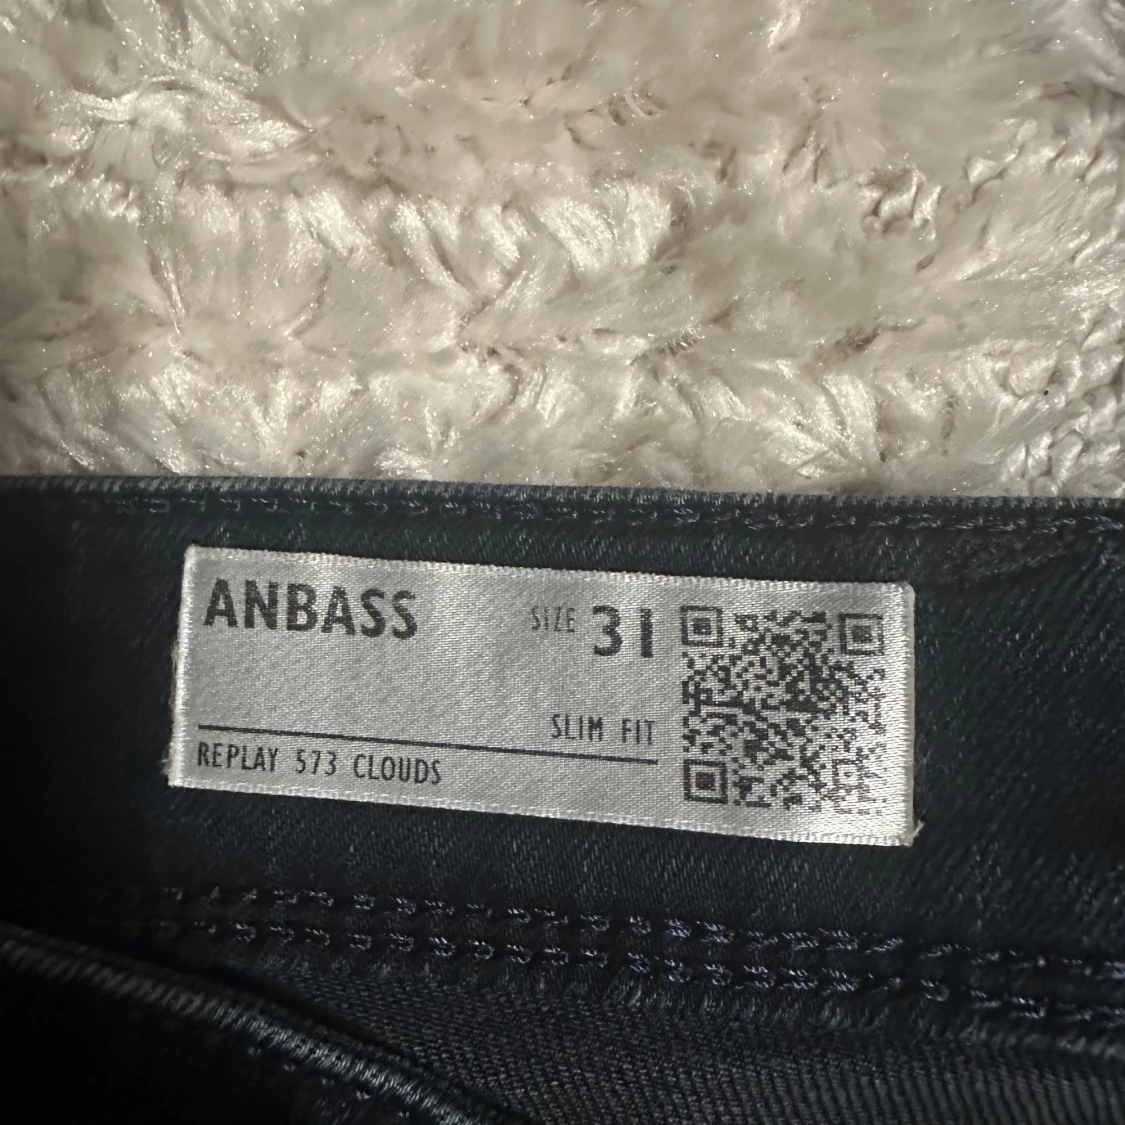 ANBASS
SIZE 31
SLIM FIT
REPLAY 573 CLOUDS